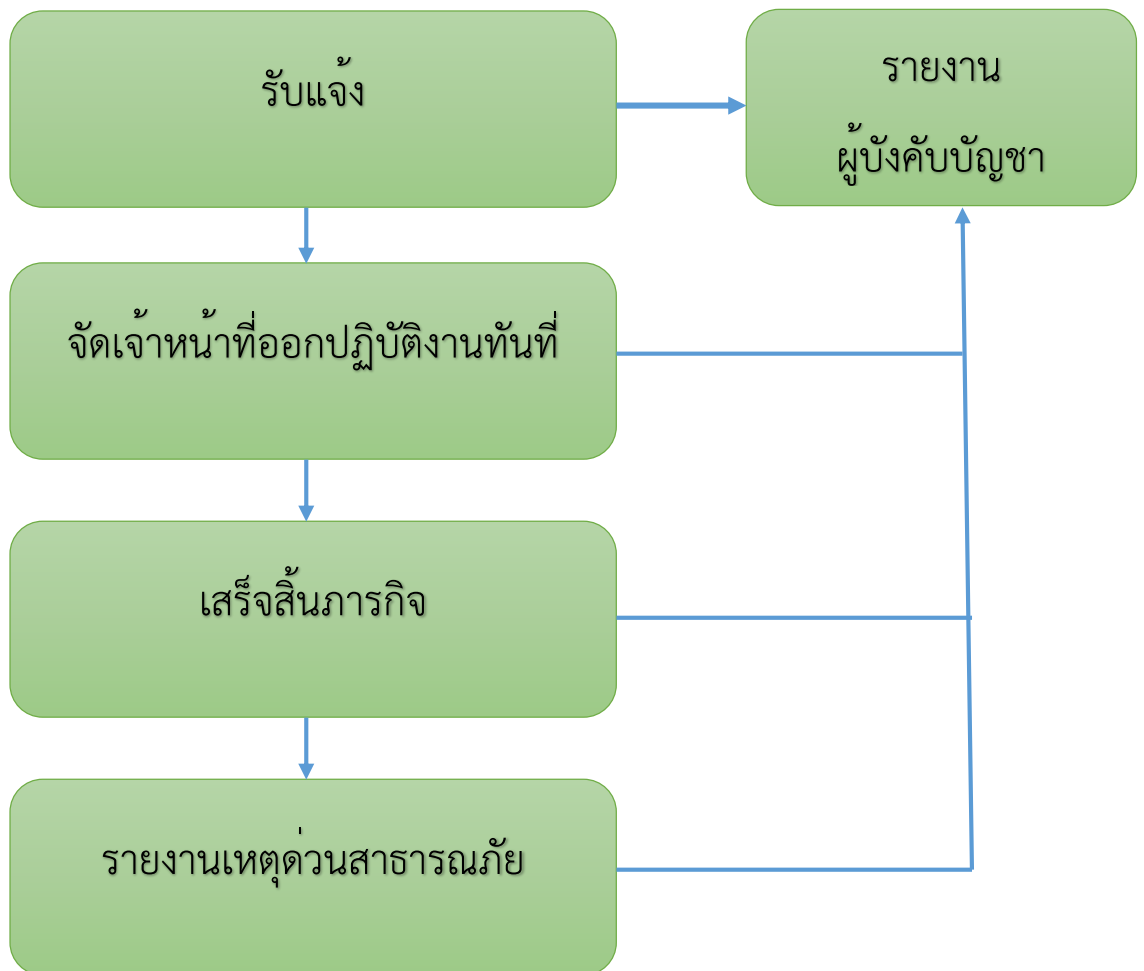 รับแจ้ง
รายงาน
ผู้บังคับบัญชา
จัดเจ้าหน้าที่ออกปฏิบัติงานทันที่
เสร็จสิ้นภารกิจ
รายงานเหตุด่วนสาธารณภัย